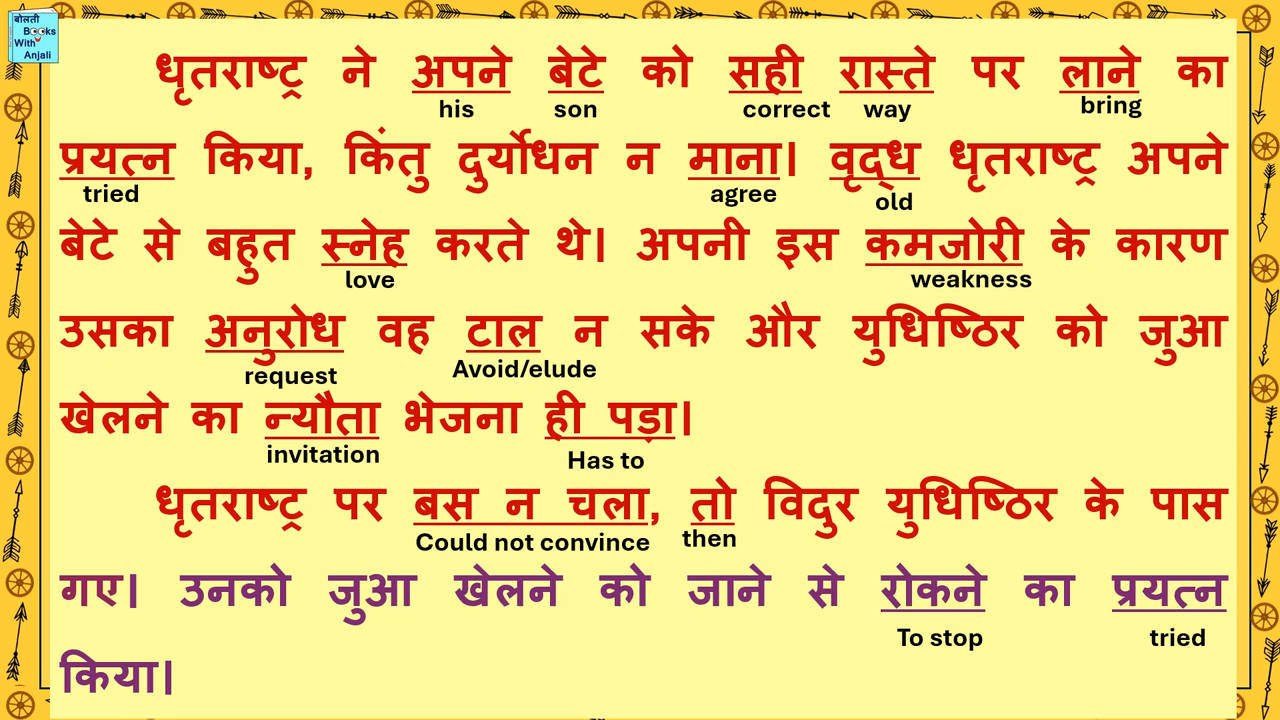 बोलती
Books
With
Anjali
धृतराष्ट्र ने अपने बेटे को सही रास्ते पर लाने का
his son correct way bring
प्रयत्न किया, किंतु दुर्योधन न माना। वृद्ध धृतराष्ट्र अपने
tried agree old
बेटे से बहुत स्नेह करते थे। अपनी इस कमजोरी के कारण
love weakness
उसका अनुरोध वह टाल न सके और युधिष्ठिर को जुआ
request Avoid/elude
खेलने का न्यौता भेजना ही पड़ा।
invitation Has to
धृतराष्ट्र पर बस न चला, तो विदुर युधिष्ठिर के पास
Could not convince then
गए। उनको जुआ खेलने को जाने से रोकने का प्रयत्न
To stop tried
किया।